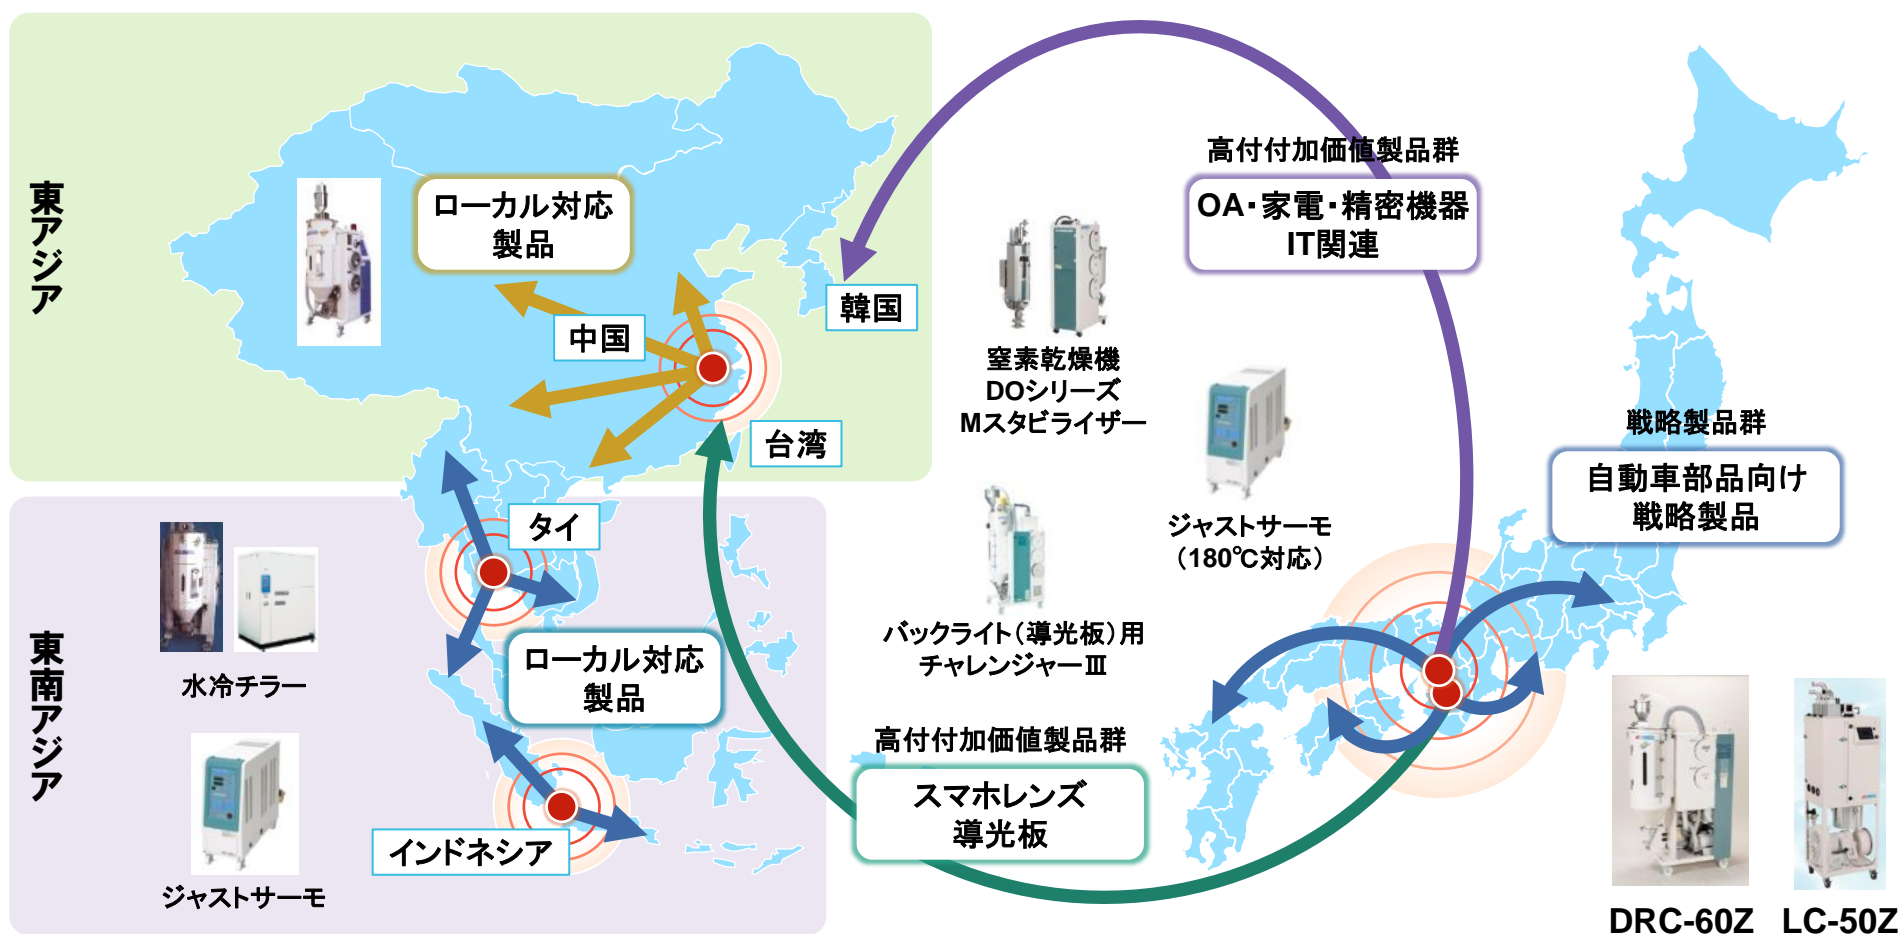 東アジア
ローカル対応
製品
中国
韓国
台湾
高付付加価値製品群
OA・家電・精密機器
IT関連
窒素乾燥機
DOシリーズ
Mスタビライザー
ジャストサーモ
（180℃対応）
バックライト（導光板）用
チャレンジャーⅢ
戦略製品群
自動車部品向け
戦略製品
東南アジア
タイ
水冷チラー
ローカル対応
製品
インドネシア
ジャストサーモ
高付付加価値製品群
スマホレンズ
導光板
DRC-60Z
LC-50Z